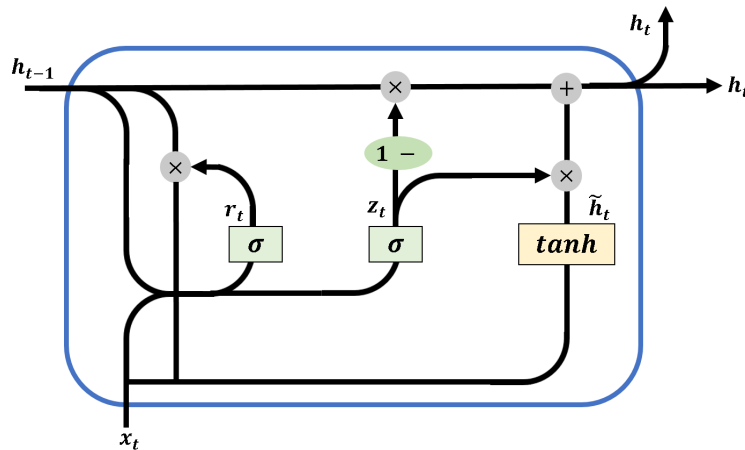 h_t
h_{t-1}
×
+
h_t
1 −
×
×
r_t
z_t
h̃_t
σ
σ
tanh
x_t